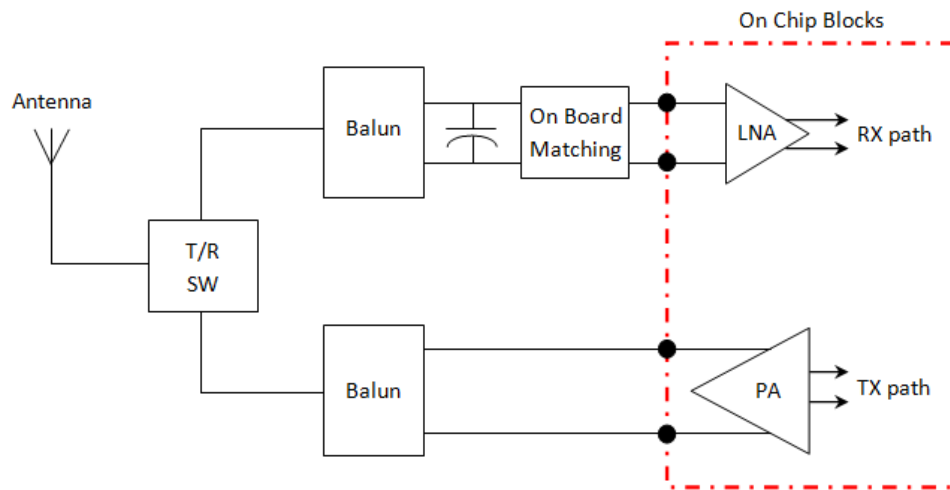 On Chip Blocks
Antenna
Balun
On Board
Matching
LNA
RX path
T/R
SW
Balun
PA
TX path